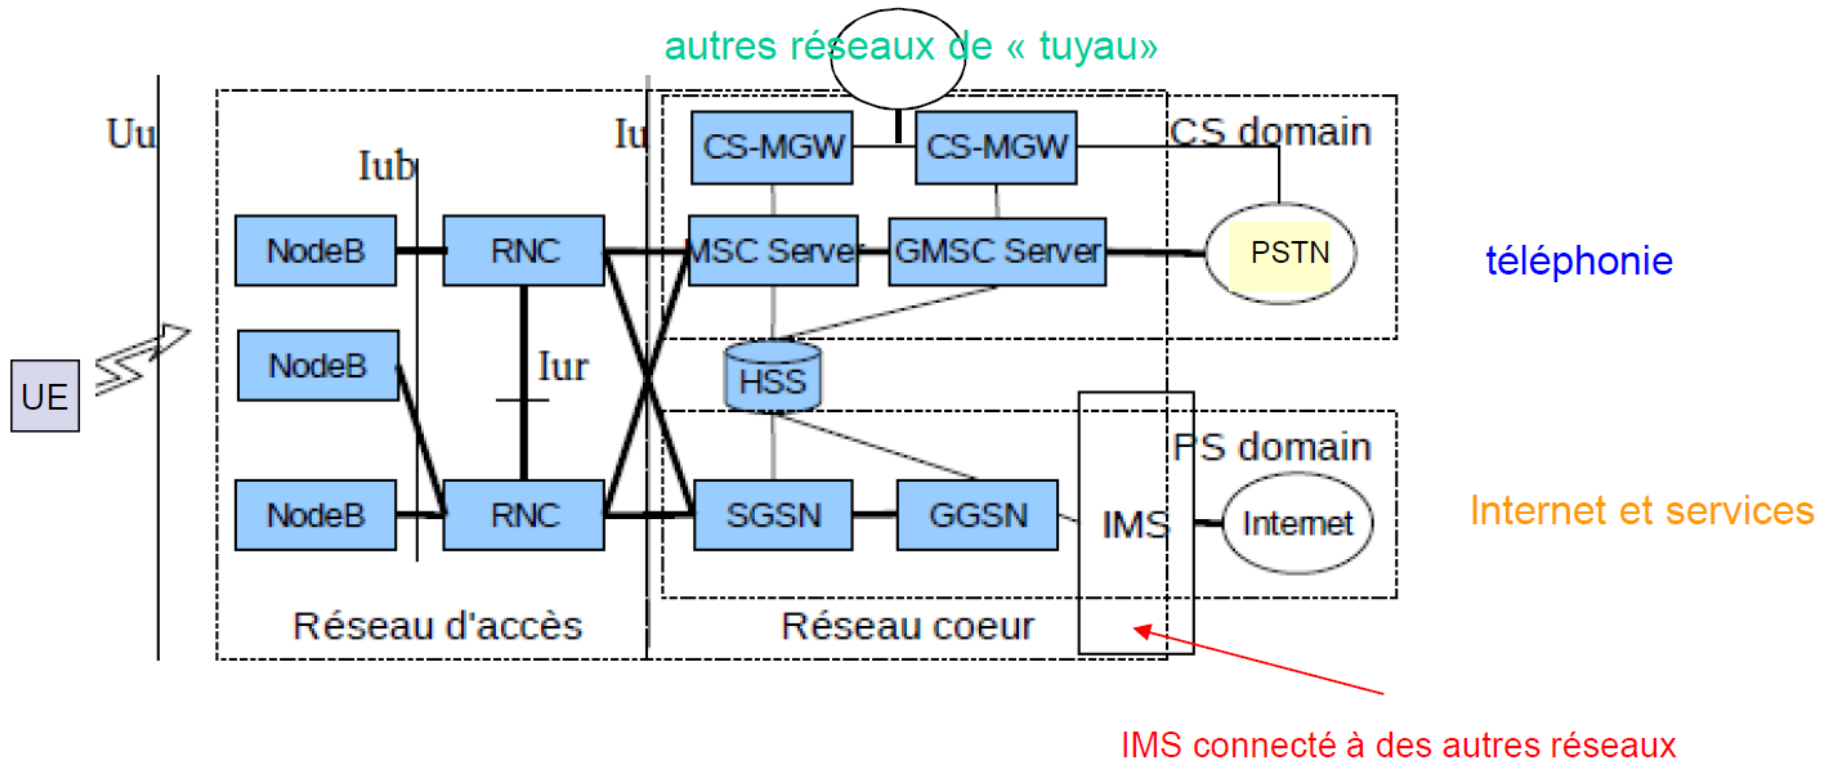 autres réseaux de « tuyau»
Uu
Iub
Iu
CS-MGW
CS-MGW
CS domain
NodeB
RNC
MSC Server
GMSC Server
PSTN
téléphonie
NodeB
Iur
HSS
UE
PS domain
NodeB
RNC
SGSN
GGSN
IMS
Internet
Internet et services
Réseau d'accès
Réseau coeur
IMS connecté à des autres réseaux